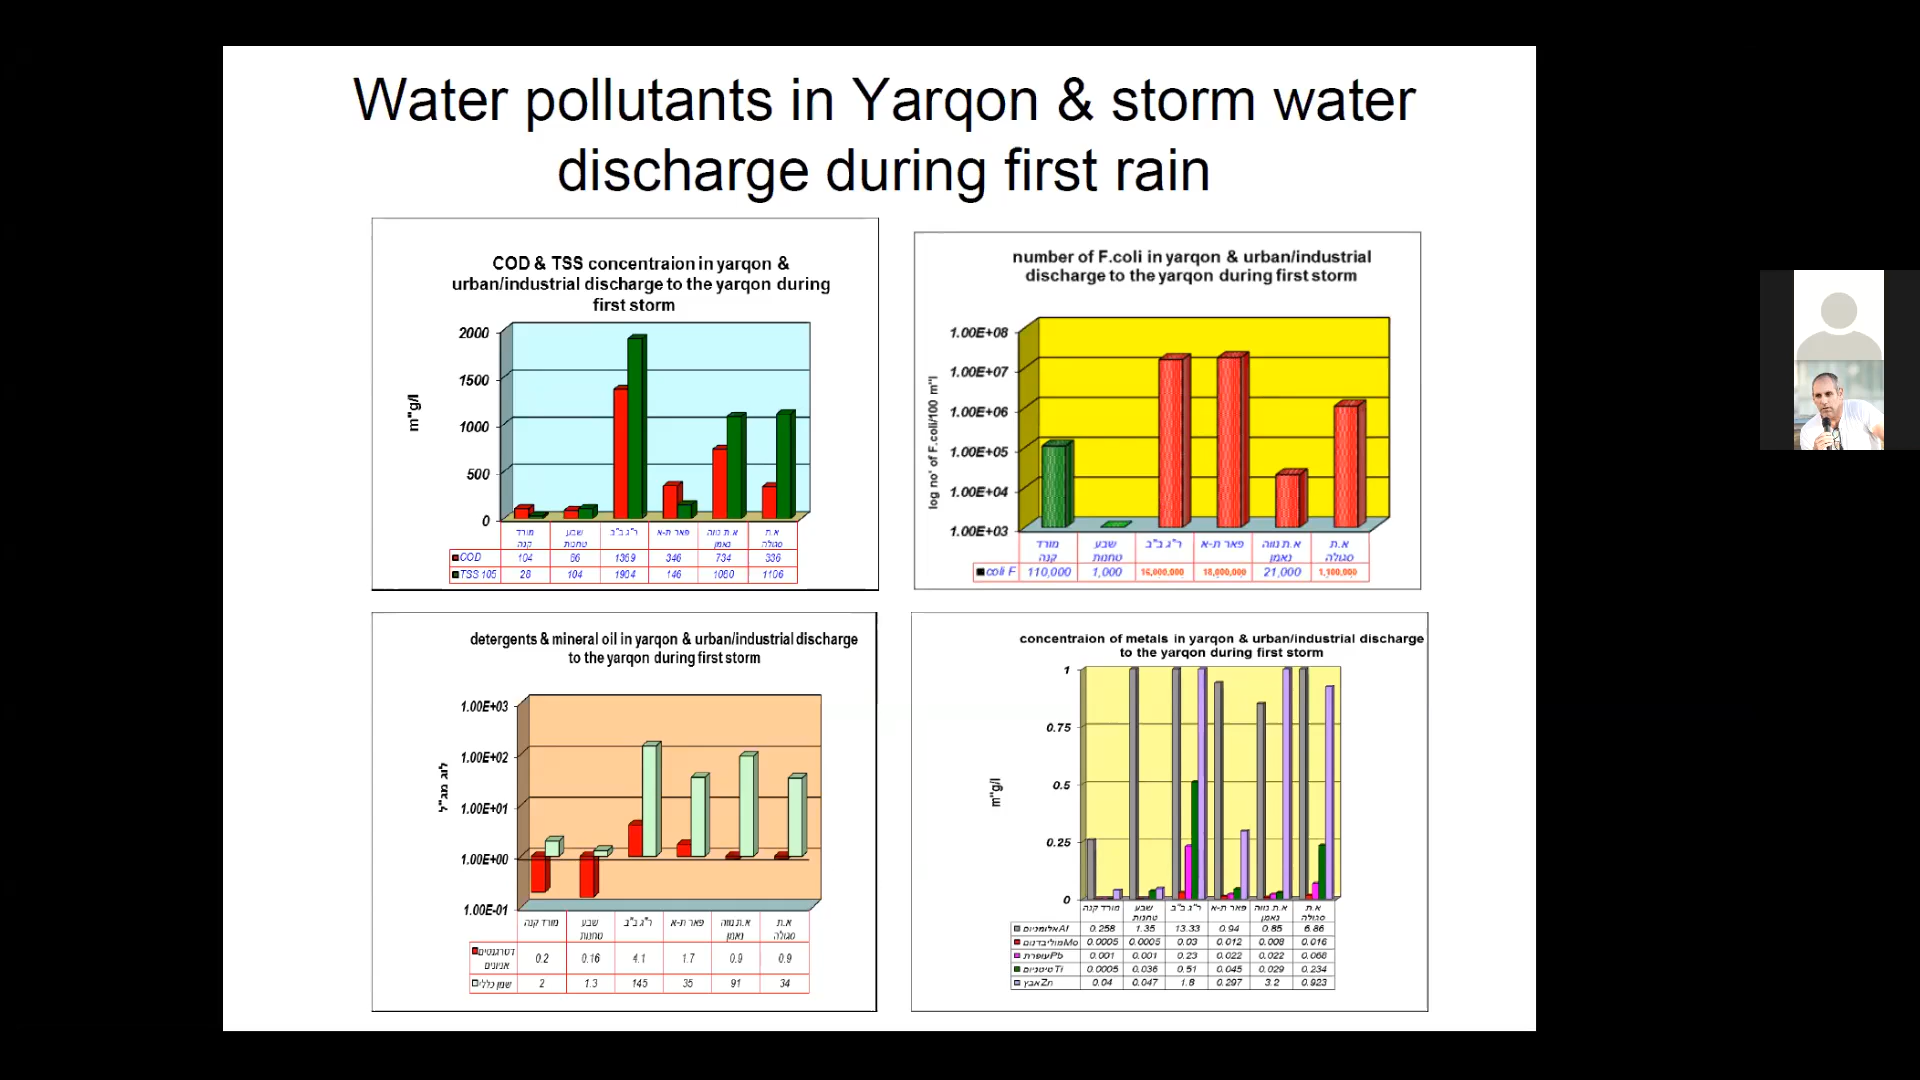 Water pollutants in Yarqon & storm water
discharge during first rain
COD & TSS concentraion in yarqon &
urban/industrial discharge to the yarqon during
first storm
m"g/l
2000
1500
1000
500
0
מורד קנה
שבע טחנות
ר"ג ב"ב
פאר ת-א
א.ת נווה נאמן
א.ת סגולה
COD 104 66 1369 346 734 336
TSS 105 28 104 1904 146 1080 1106
number of F.coli in yarqon & urban/industrial
discharge to the yarqon during first storm
log no' of F.coli/100 m"l
1.00E+08
1.00E+07
1.00E+06
1.00E+05
1.00E+04
1.00E+03
מורד קנה
שבע טחנות
ר"ג ב"ב
פאר ת-א
א.ת נווה נאמן
א.ת סגולה
coli F 110,000 1,000 16,000,000 18,000,000 21,000 1,100,000
detergents & mineral oil in yarqon & urban/industrial discharge
to the yarqon during first storm
לוג מג"ל
1.00E+03
1.00E+02
1.00E+01
1.00E+00
1.00E-01
מורד קנה
שבע טחנות
ר"ג ב"ב
פאר ת-א
א.ת נווה נאמן
א.ת סגולה
דטרגנטים אניונים 0.2 0.16 4.1 1.7 0.9 0.9
שמן כללי 2 1.3 145 35 91 34
concentraion of metals in yarqon & urban/industrial discharge
to the yarqon during first storm
m"g/l
1
0.75
0.5
0.25
0
מורד קנה
שבע טחנות
ר"ג ב"ב
פאר ת-א
א.ת נווה נאמן
א.ת סגולה
אלומניום Al 0.258 1.35 13.33 0.94 0.85 6.86
מוליבדנום Mo 0.0005 0.0005 0.03 0.012 0.008 0.016
עופרת Pb 0.001 0.001 0.23 0.022 0.022 0.068
טיטניום Ti 0.0005 0.036 0.51 0.045 0.029 0.234
אבץ Zn 0.04 0.047 1.8 0.297 3.2 0.923